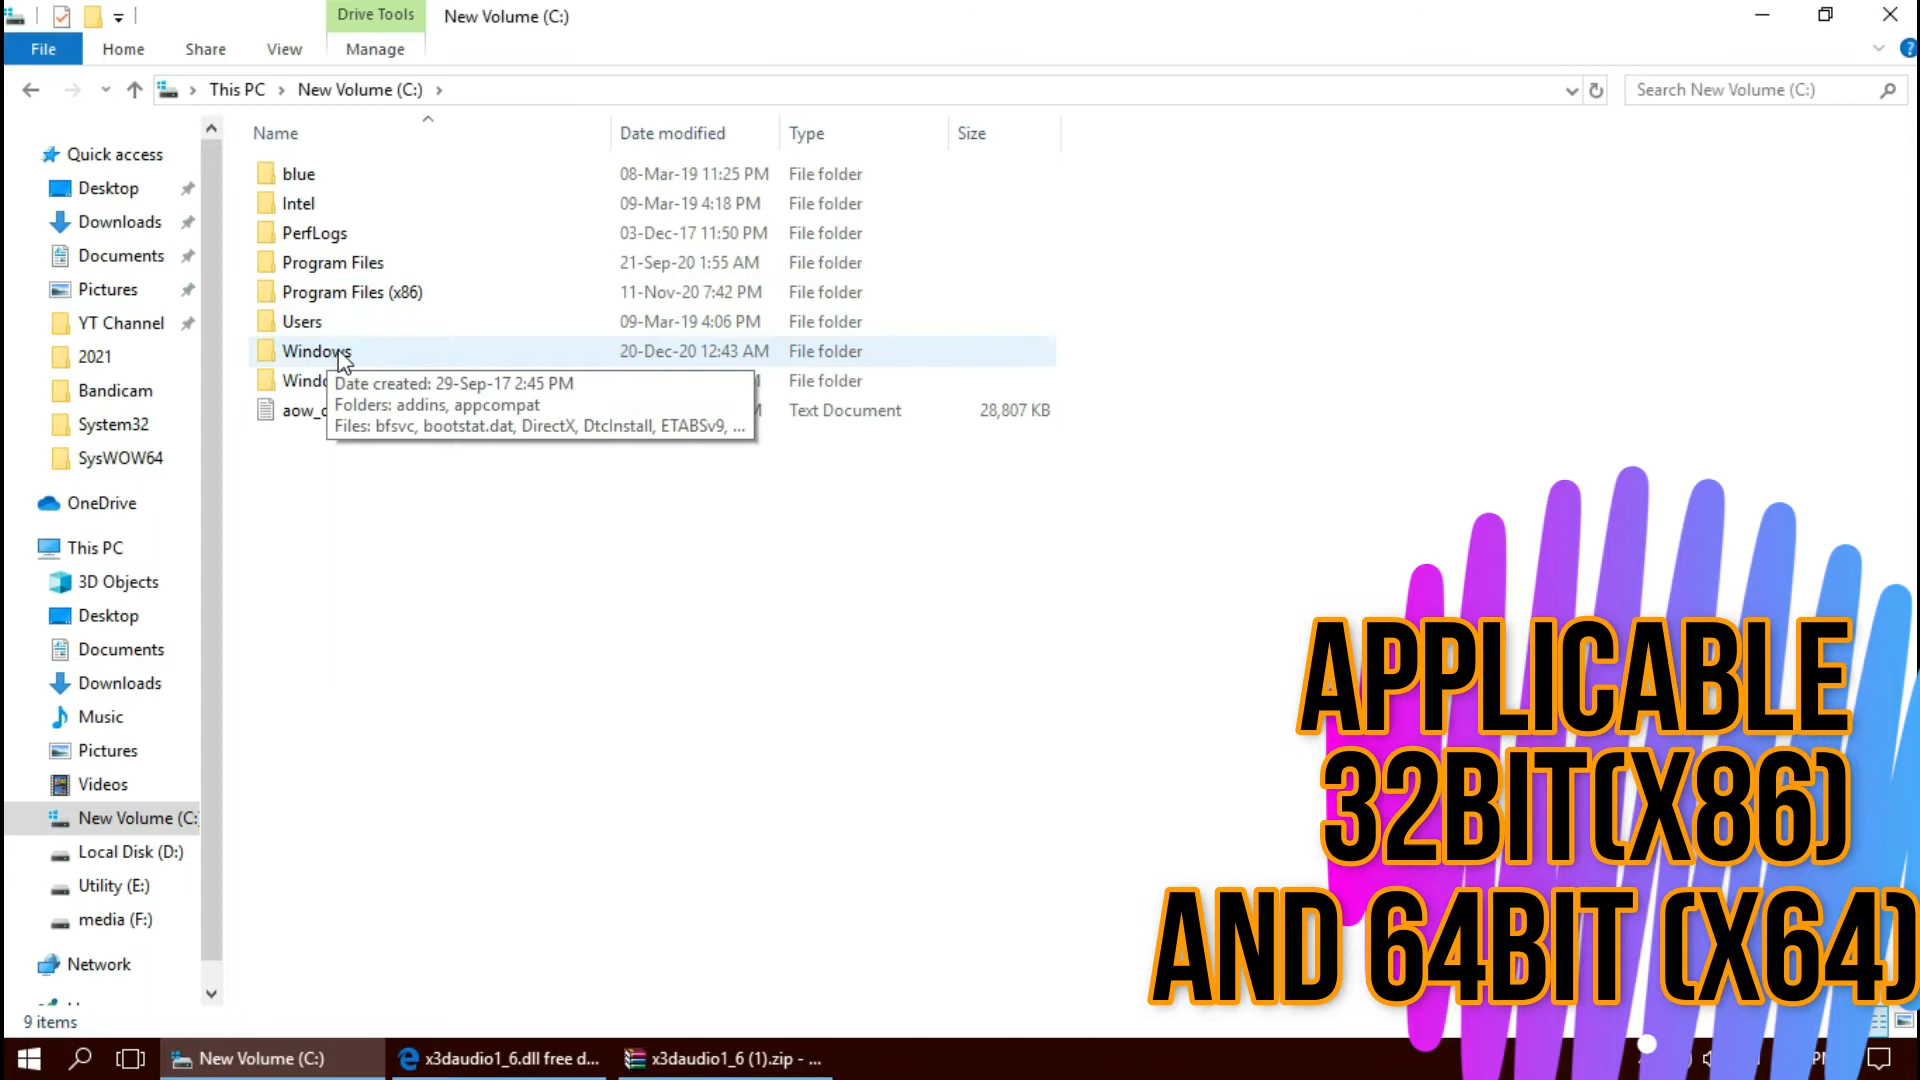 Drive Tools
New Volume (C:)
File
Home
Share
View
Manage
This PC
New Volume (C:)
Search New Volume (C:)
Name
Date modified
Type
Size
Quick access
Desktop
Downloads
Documents
Pictures
YT Channel
2021
Bandicam
System32
SysWOW64
OneDrive
This PC
3D Objects
Desktop
Documents
Downloads
Music
Pictures
Videos
New Volume (C:
Local Disk (D:)
Utility (E:)
media (F:)
Network
blue 08-Mar-19 11:25 PM File folder
Intel 09-Mar-19 4:18 PM File folder
PerfLogs 03-Dec-17 11:50 PM File folder
Program Files 21-Sep-20 1:55 AM File folder
Program Files (x86) 11-Nov-20 7:42 PM File folder
Users 09-Mar-19 4:06 PM File folder
Windows 20-Dec-20 12:43 AM File folder
File folder
Text Document 28,807 KB
Date created: 29-Sep-17 2:45 PM
Folders: addins, appcompat
Files: bfsvc, bootstat.dat, DirectX, DtcInstall, ETABSv9, ...
APPLICABLE
32BIT(X86)
AND 64BIT (X64)
9 items
New Volume (C:)
x3daudio1_6.dll free d...
x3daudio1_6 (1).zip - ...